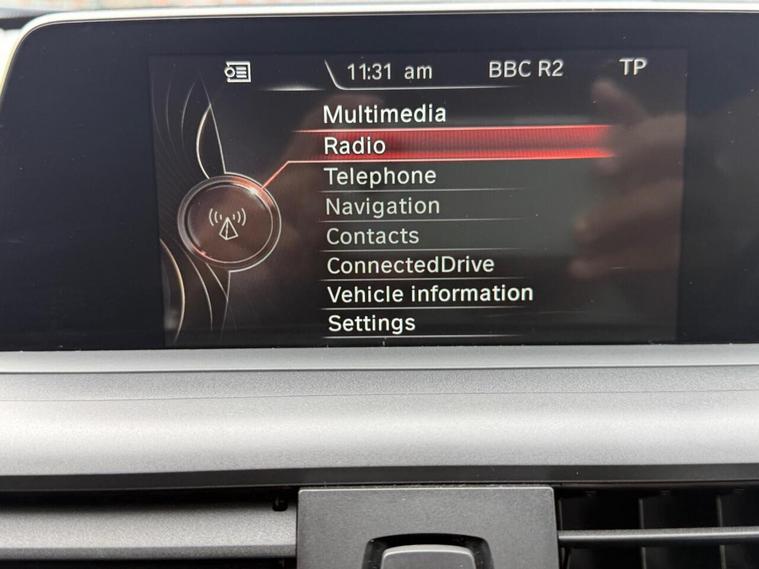 11:31 am BBC R2 TP
Multimedia
Radio
Telephone
Navigation
Contacts
ConnectedDrive
Vehicle information
Settings